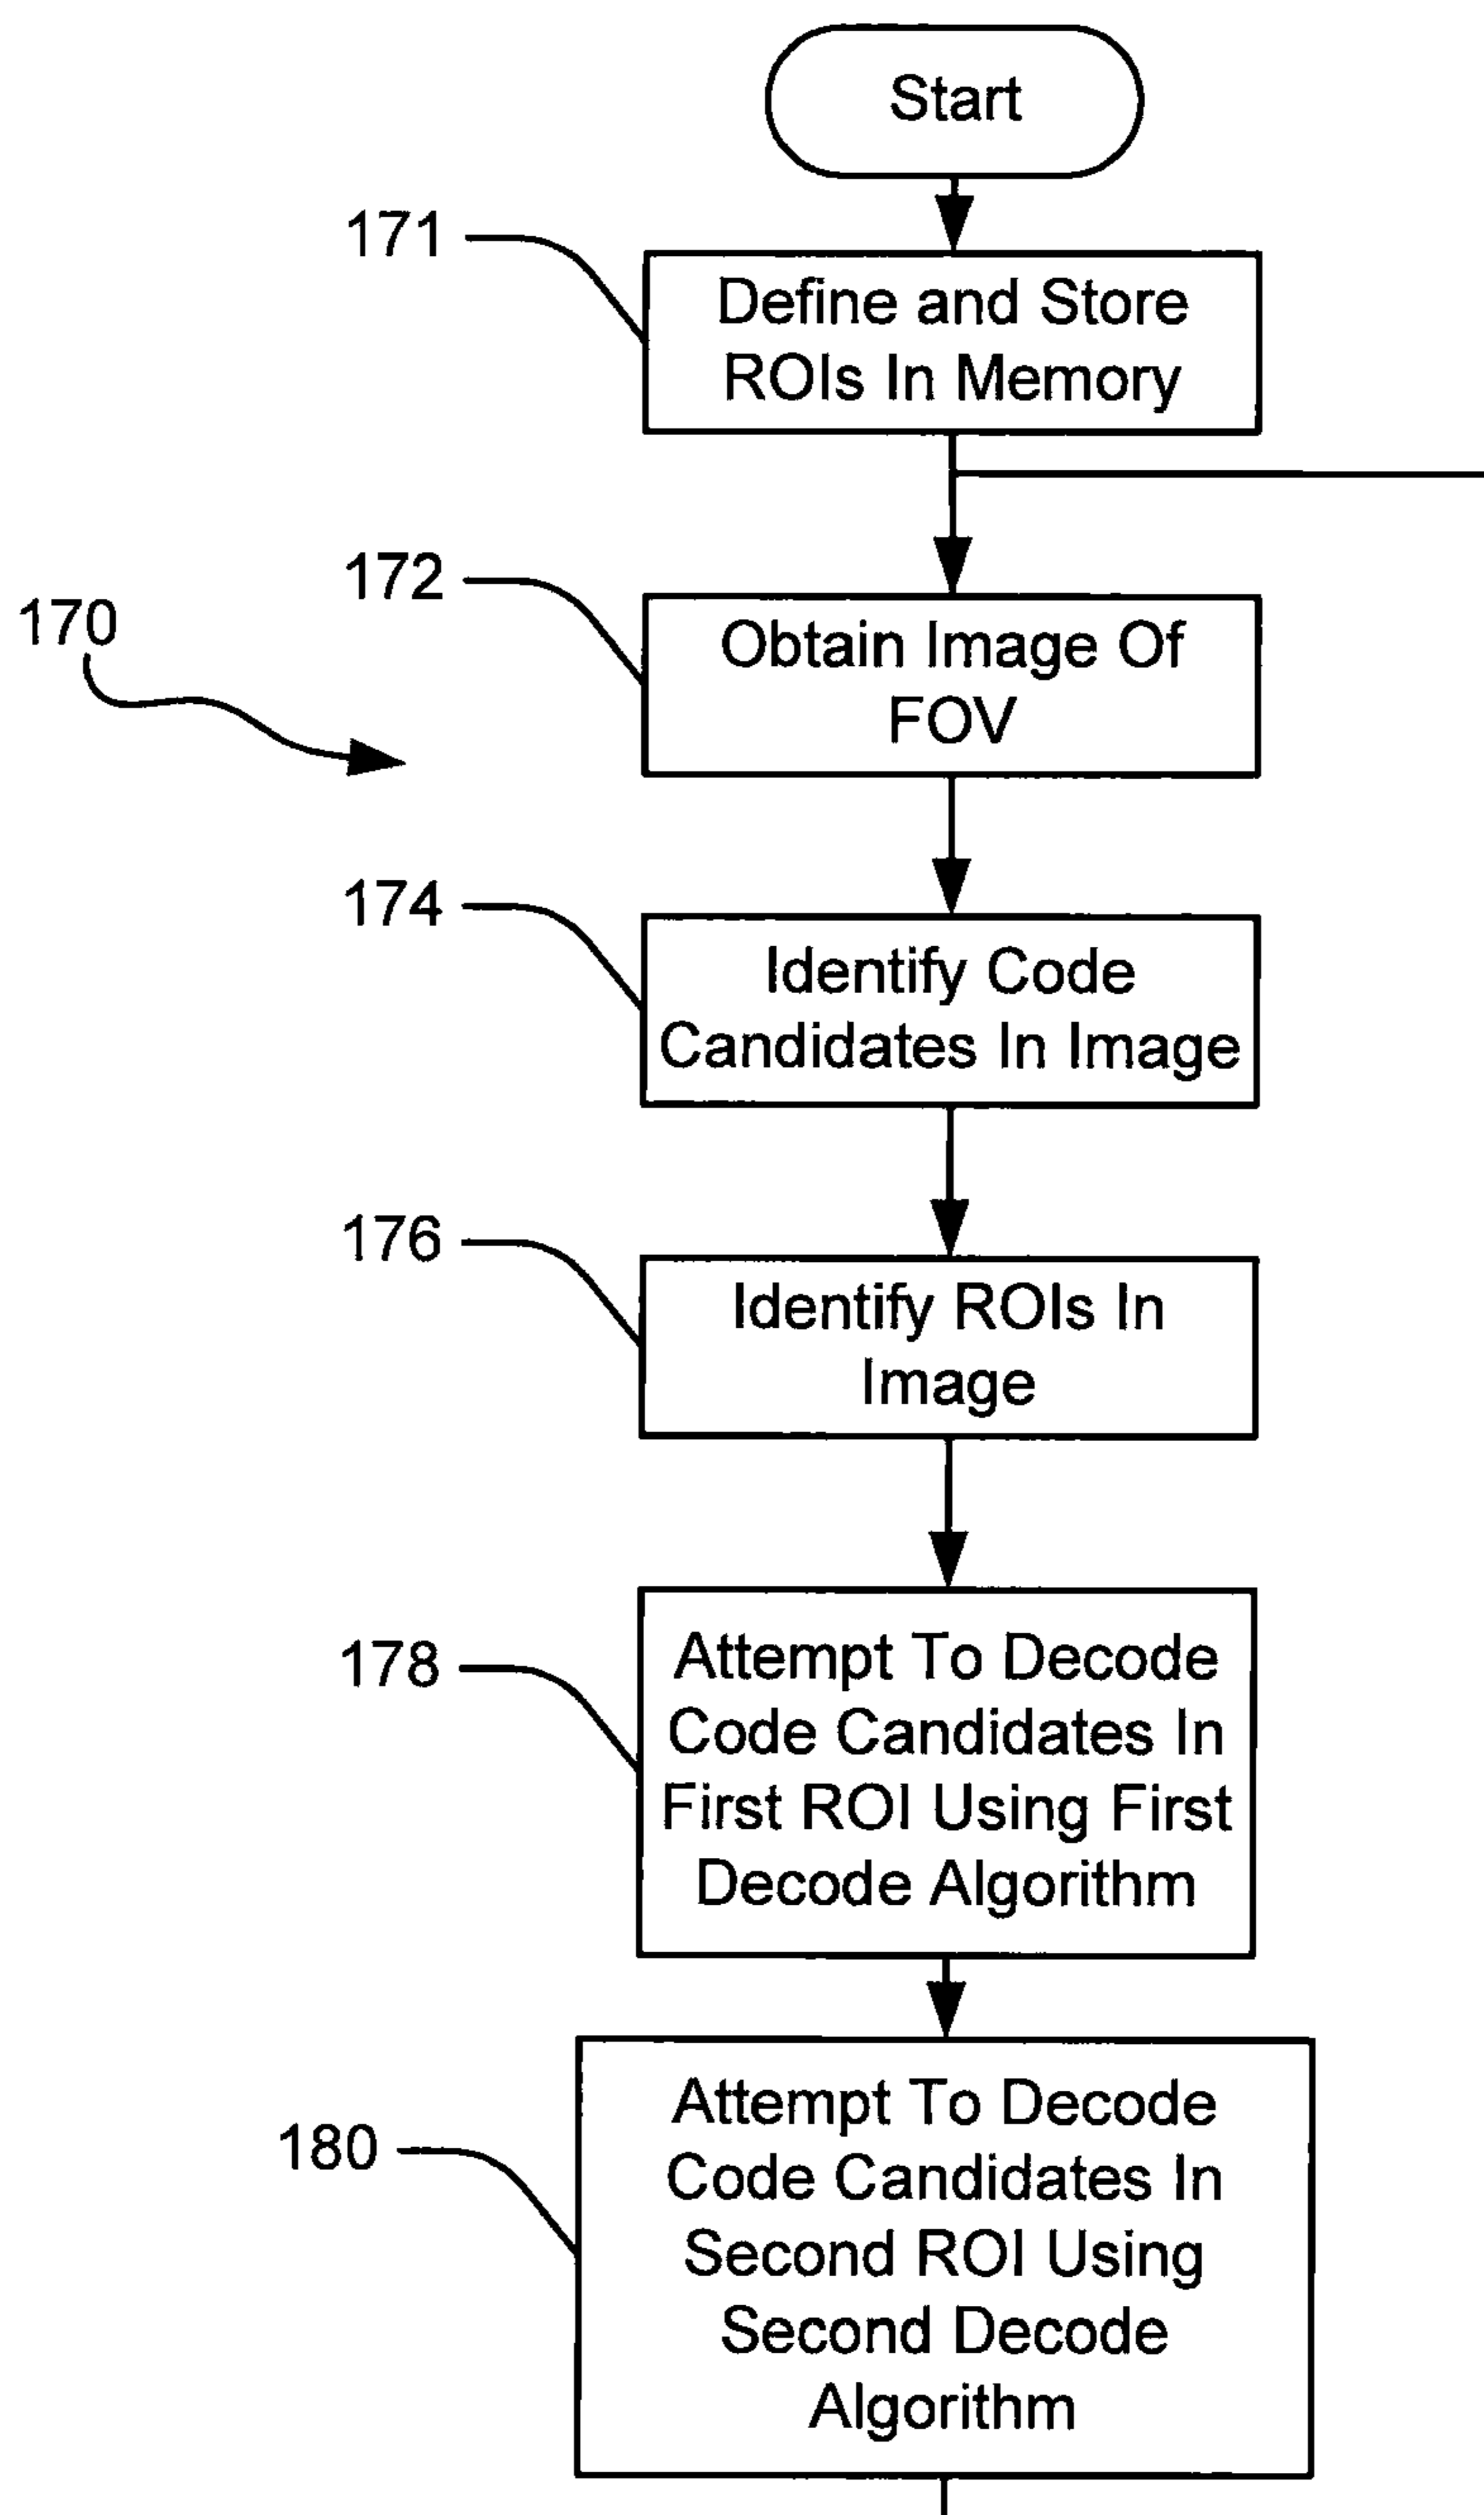 Start
171
Define and Store
ROIs In Memory
172
170
Obtain Image Of
FOV
174
Identify Code
Candidates In Image
176
Identify ROIs In
Image
178
Attempt To Decode
Code Candidates In
First ROI Using First
Decode Algorithm
180
Attempt To Decode
Code Candidates In
Second ROI Using
Second Decode
Algorithm